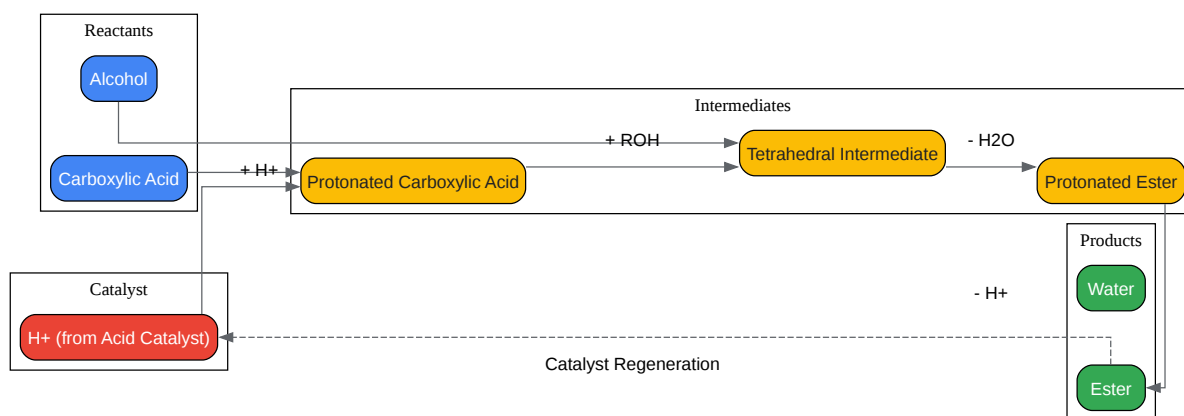 Reactants
Alcohol
Carboxylic Acid
+ H+
Intermediates
+ ROH
Protonated Carboxylic Acid
Tetrahedral Intermediate
- H2O
Protonated Ester
Catalyst
H+ (from Acid Catalyst)
Catalyst Regeneration
- H+
Products
Water
Ester